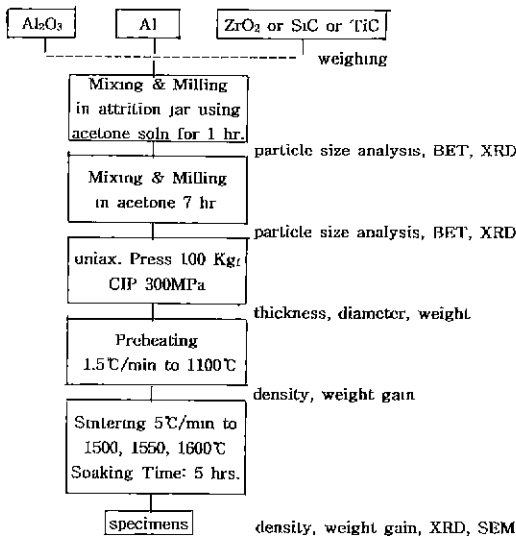 Al₂O₃ Al ZrO₂ or SiC or TiC
weighing
Mixing & Milling
in attrition jar using
acetone soln for 1 hr.
particle size analysis, BET, XRD
Mixing & Milling
in acetone 7 hr
particle size analysis, BET, XRD
uniax. Press 100 Kgf
CIP 300MPa
thickness, diameter, weight
Preheating
1.5℃/min to 1100℃
density, weight gain
Sintering 5℃/min to
1500, 1550, 1600℃
Soaking Time: 5 hrs.
specimens
density, weight gain, XRD, SEM